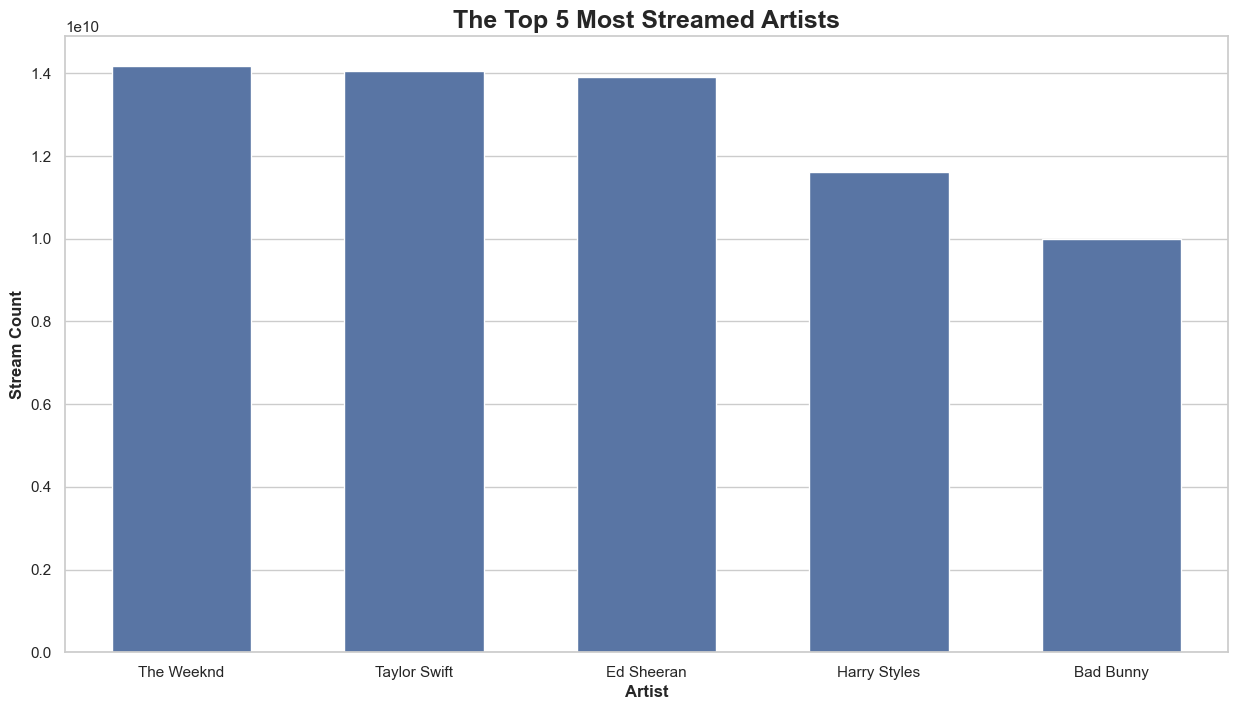 The Top 5 Most Streamed Artists
1e10
1.4
1.2
1.0
0.8
0.6
0.4
0.2
0.0
Stream Count
The Weeknd Taylor Swift Ed Sheeran Harry Styles Bad Bunny
Artist